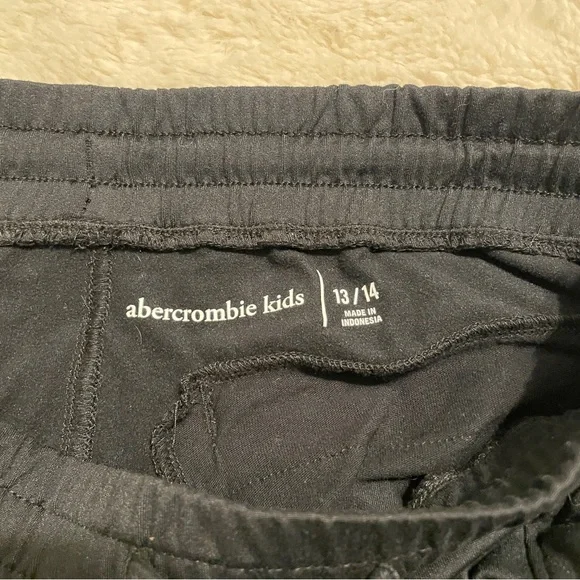 abercrombie kids
13/14
MADE IN
INDONESIA